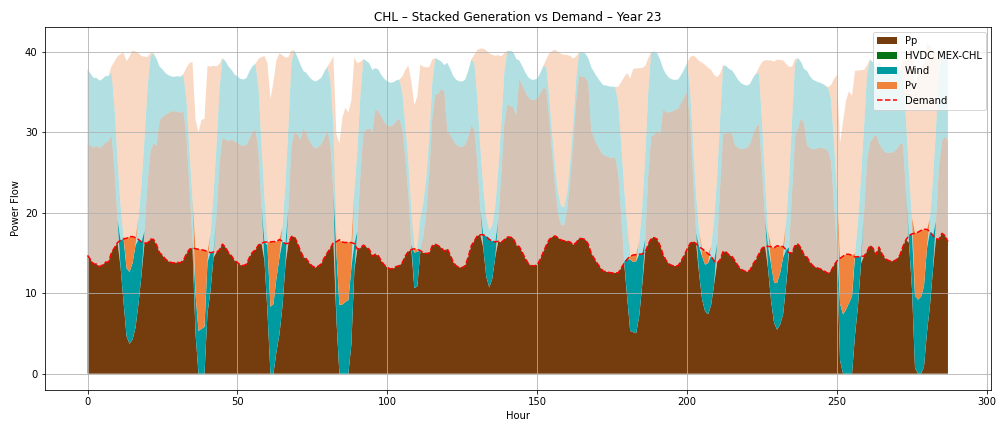 CHL – Stacked Generation vs Demand – Year 23
Power Flow
40
30
20
10
0
Pp
HVDC MEX-CHL
Wind
Pv
Demand
0 50 100 150 200 250 300
Hour